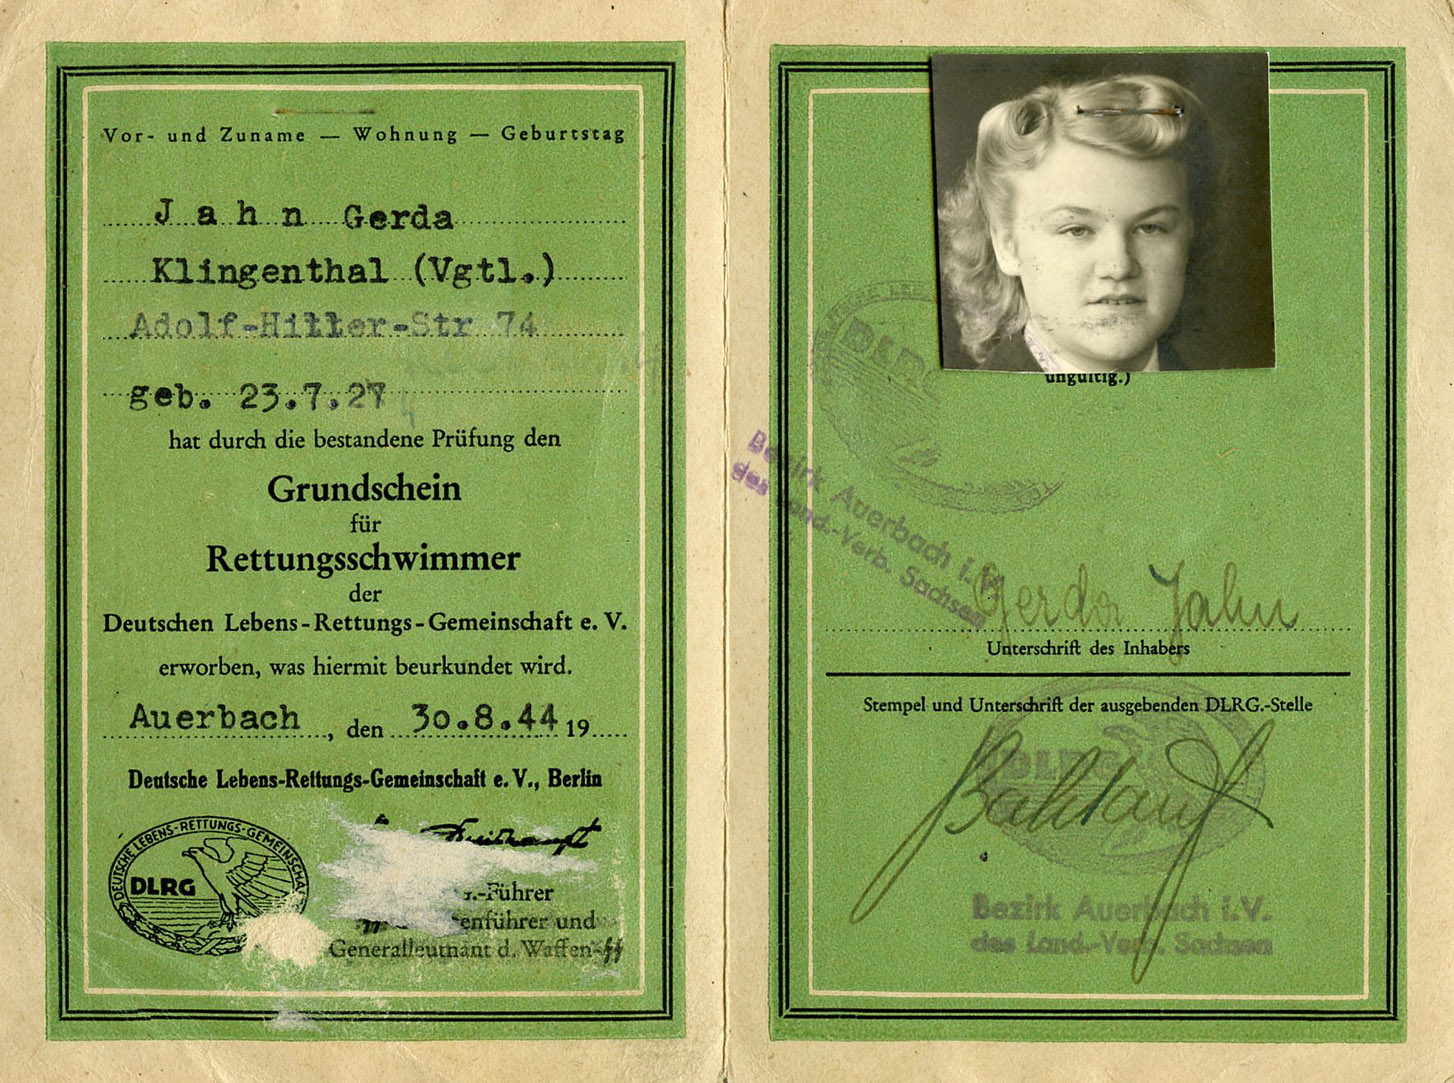 Vor- und Zuname — Wohnung — Geburtstag
Jahn Gerda
Klingenthal (Vgtl.)
Adolf-Hitler-Str 74
geb. 23.7.27
hat durch die bestandene Prüfung den
Grundschein
für
Rettungsschwimmer
der
Deutschen Lebens-Rettungs-Gemeinschaft e. V.
erworben, was hiermit beurkundet wird.
Auerbach, den 30.8.44 19
Deutsche Lebens-Rettungs-Gemeinschaft e. V., Berlin
DEUTSCHE LEBENS-RETTUNGS-GEMEINSCHAFT
DLRG
-Führer
enführer und
Generalleutnant d. Waffen-SS
ungültig.)
DLRG
Bezirk Auerbach i.V.
des Land.-Verb. Sachsen
Gerda Jahn
Unterschrift des Inhabers
Stempel und Unterschrift der ausgebenden DLRG.-Stelle
DLRG
Bezirk Auerbach i.V.
des Land.-Verb. Sachsen